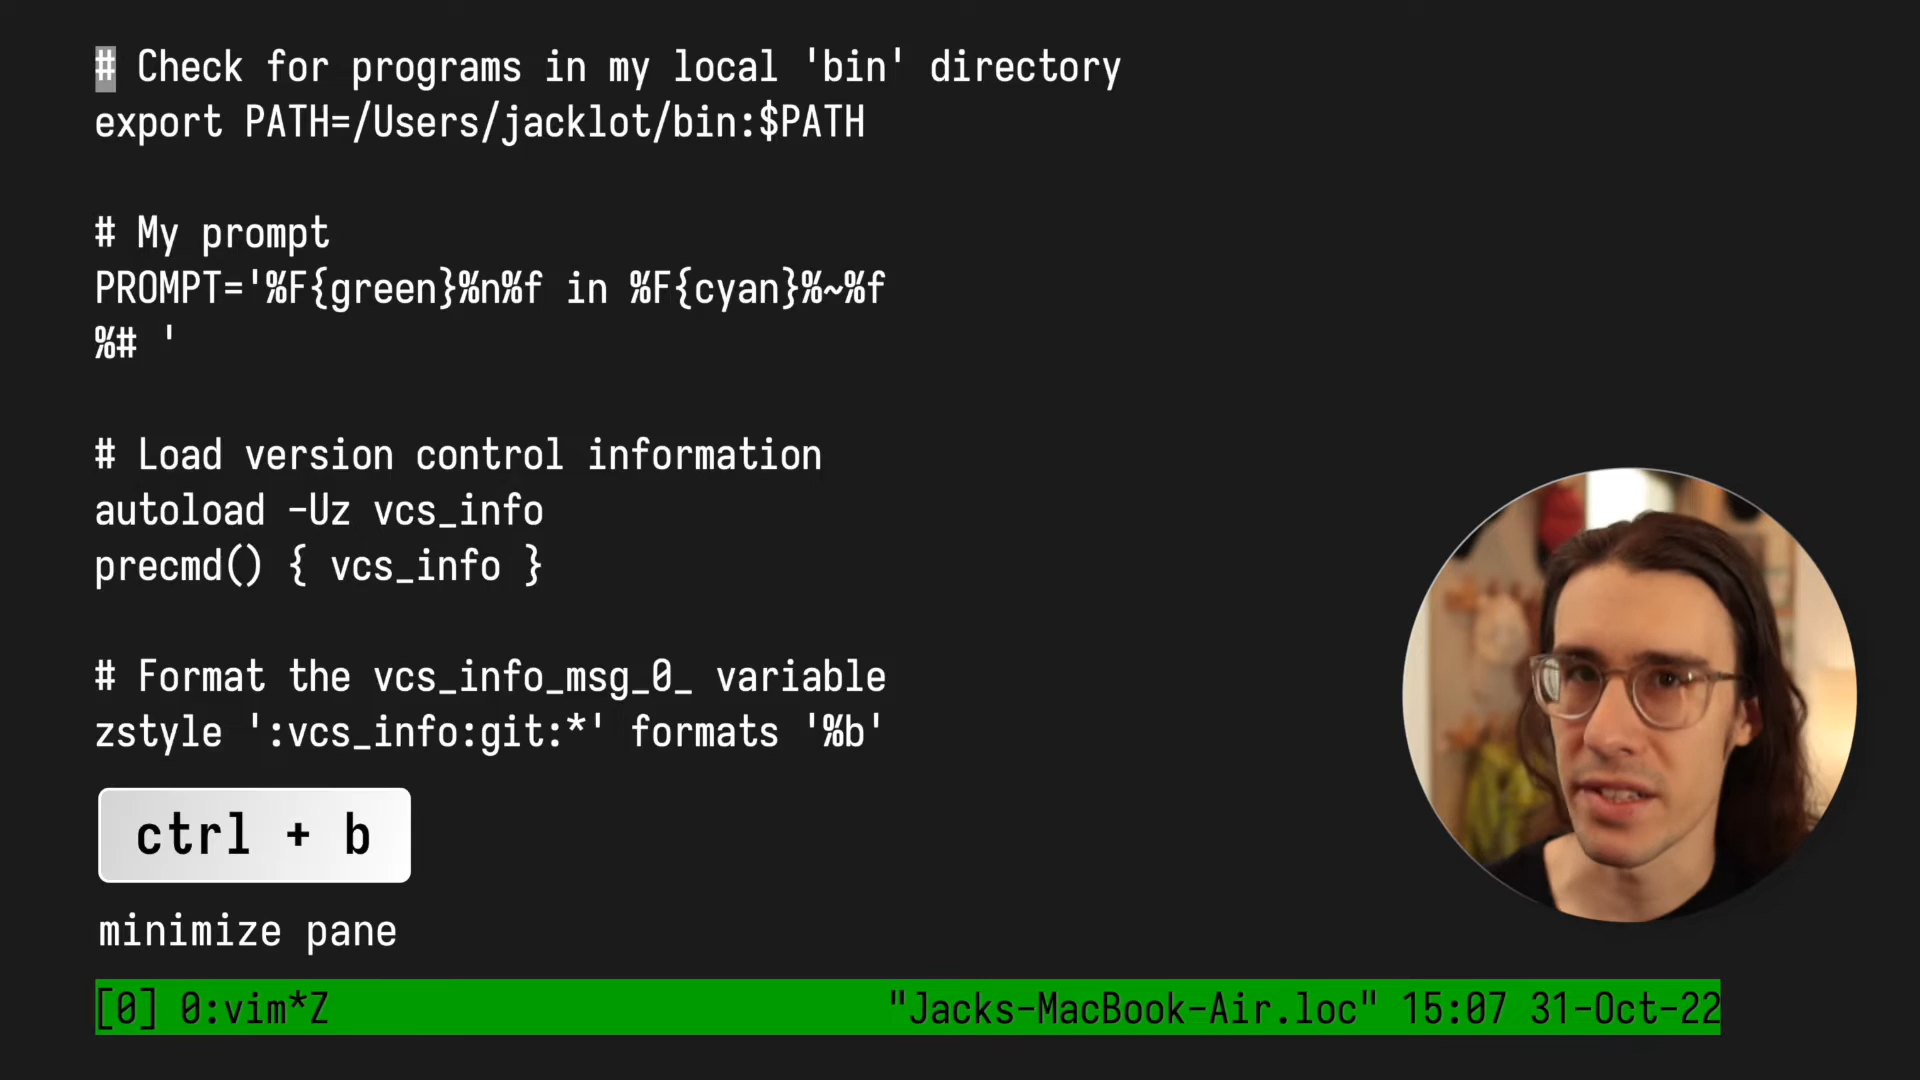 # Check for programs in my local 'bin' directory
export PATH=/Users/jacklot/bin:$PATH
# My prompt
PROMPT='%F{green}%n%f in %F{cyan}%~%f
%# '
# Load version control information
autoload -Uz vcs_info
precmd() { vcs_info }
# Format the vcs_info_msg_0_ variable
zstyle ':vcs_info:git:*' formats '%b'
ctrl + b
minimize pane
[0] 0:vim*Z "Jacks-MacBook-Air.loc" 15:07 31-Oct-22